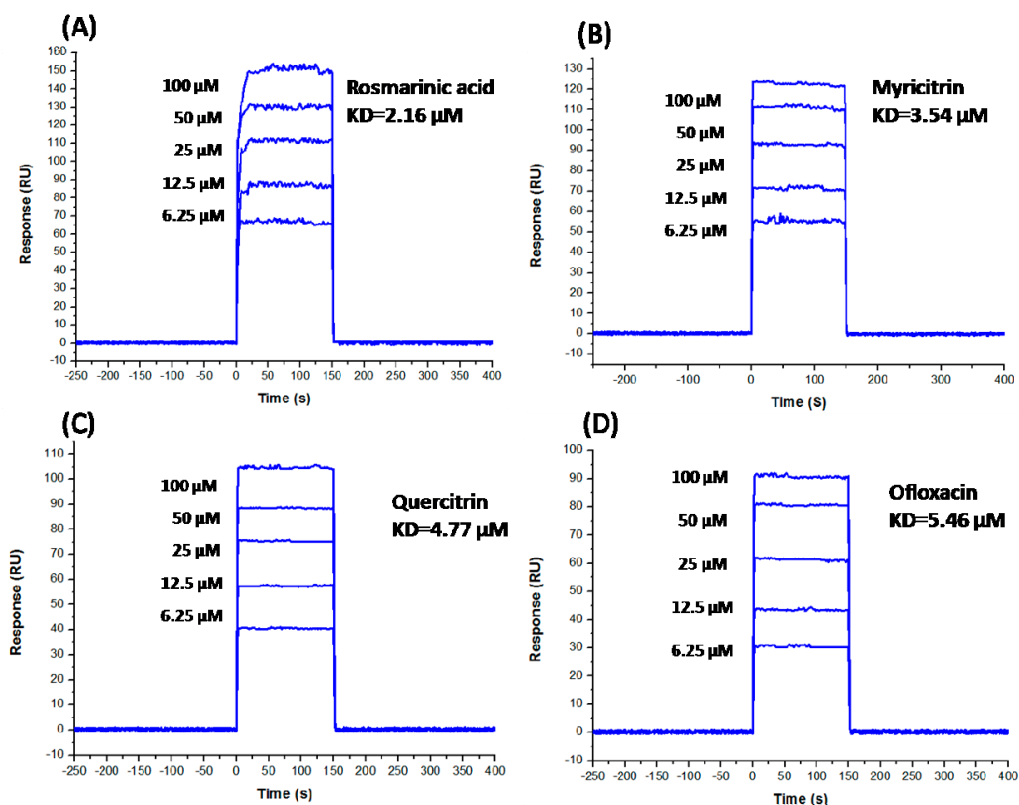 (A)
160
150
140
130
120
110
100
90
80
70
60
50
40
30
20
10
0
-10
Response (RU)
100 µM
50 µM
25 µM
12.5 µM
6.25 µM
Rosmarinic acid
KD=2.16 µM
-250 -200 -150 -100 -50 0 50 100 150 200 250 300 350 400
Time (s)
(B)
130
120
110
100
90
80
70
60
50
40
30
20
10
0
-10
Response (RU)
100 µM
50 µM
25 µM
12.5 µM
6.25 µM
Myricitrin
KD=3.54 µM
-200 -100 0 100 200 300 400
Time (s)
(C)
110
100
90
80
70
60
50
40
30
20
10
0
-10
Response (RU)
100 µM
50 µM
25 µM
12.5 µM
6.25 µM
Quercitrin
KD=4.77 µM
-250 -200 -150 -100 -50 0 50 100 150 200 250 300 350 400
Time (s)
(D)
90
80
70
60
50
40
30
20
10
0
-10
Response (RU)
100 µM
50 µM
25 µM
12.5 µM
6.25 µM
Ofloxacin
KD=5.46 µM
-250 -200 -150 -100 -50 0 50 100 150 200 250 300 350 400
Time (s)